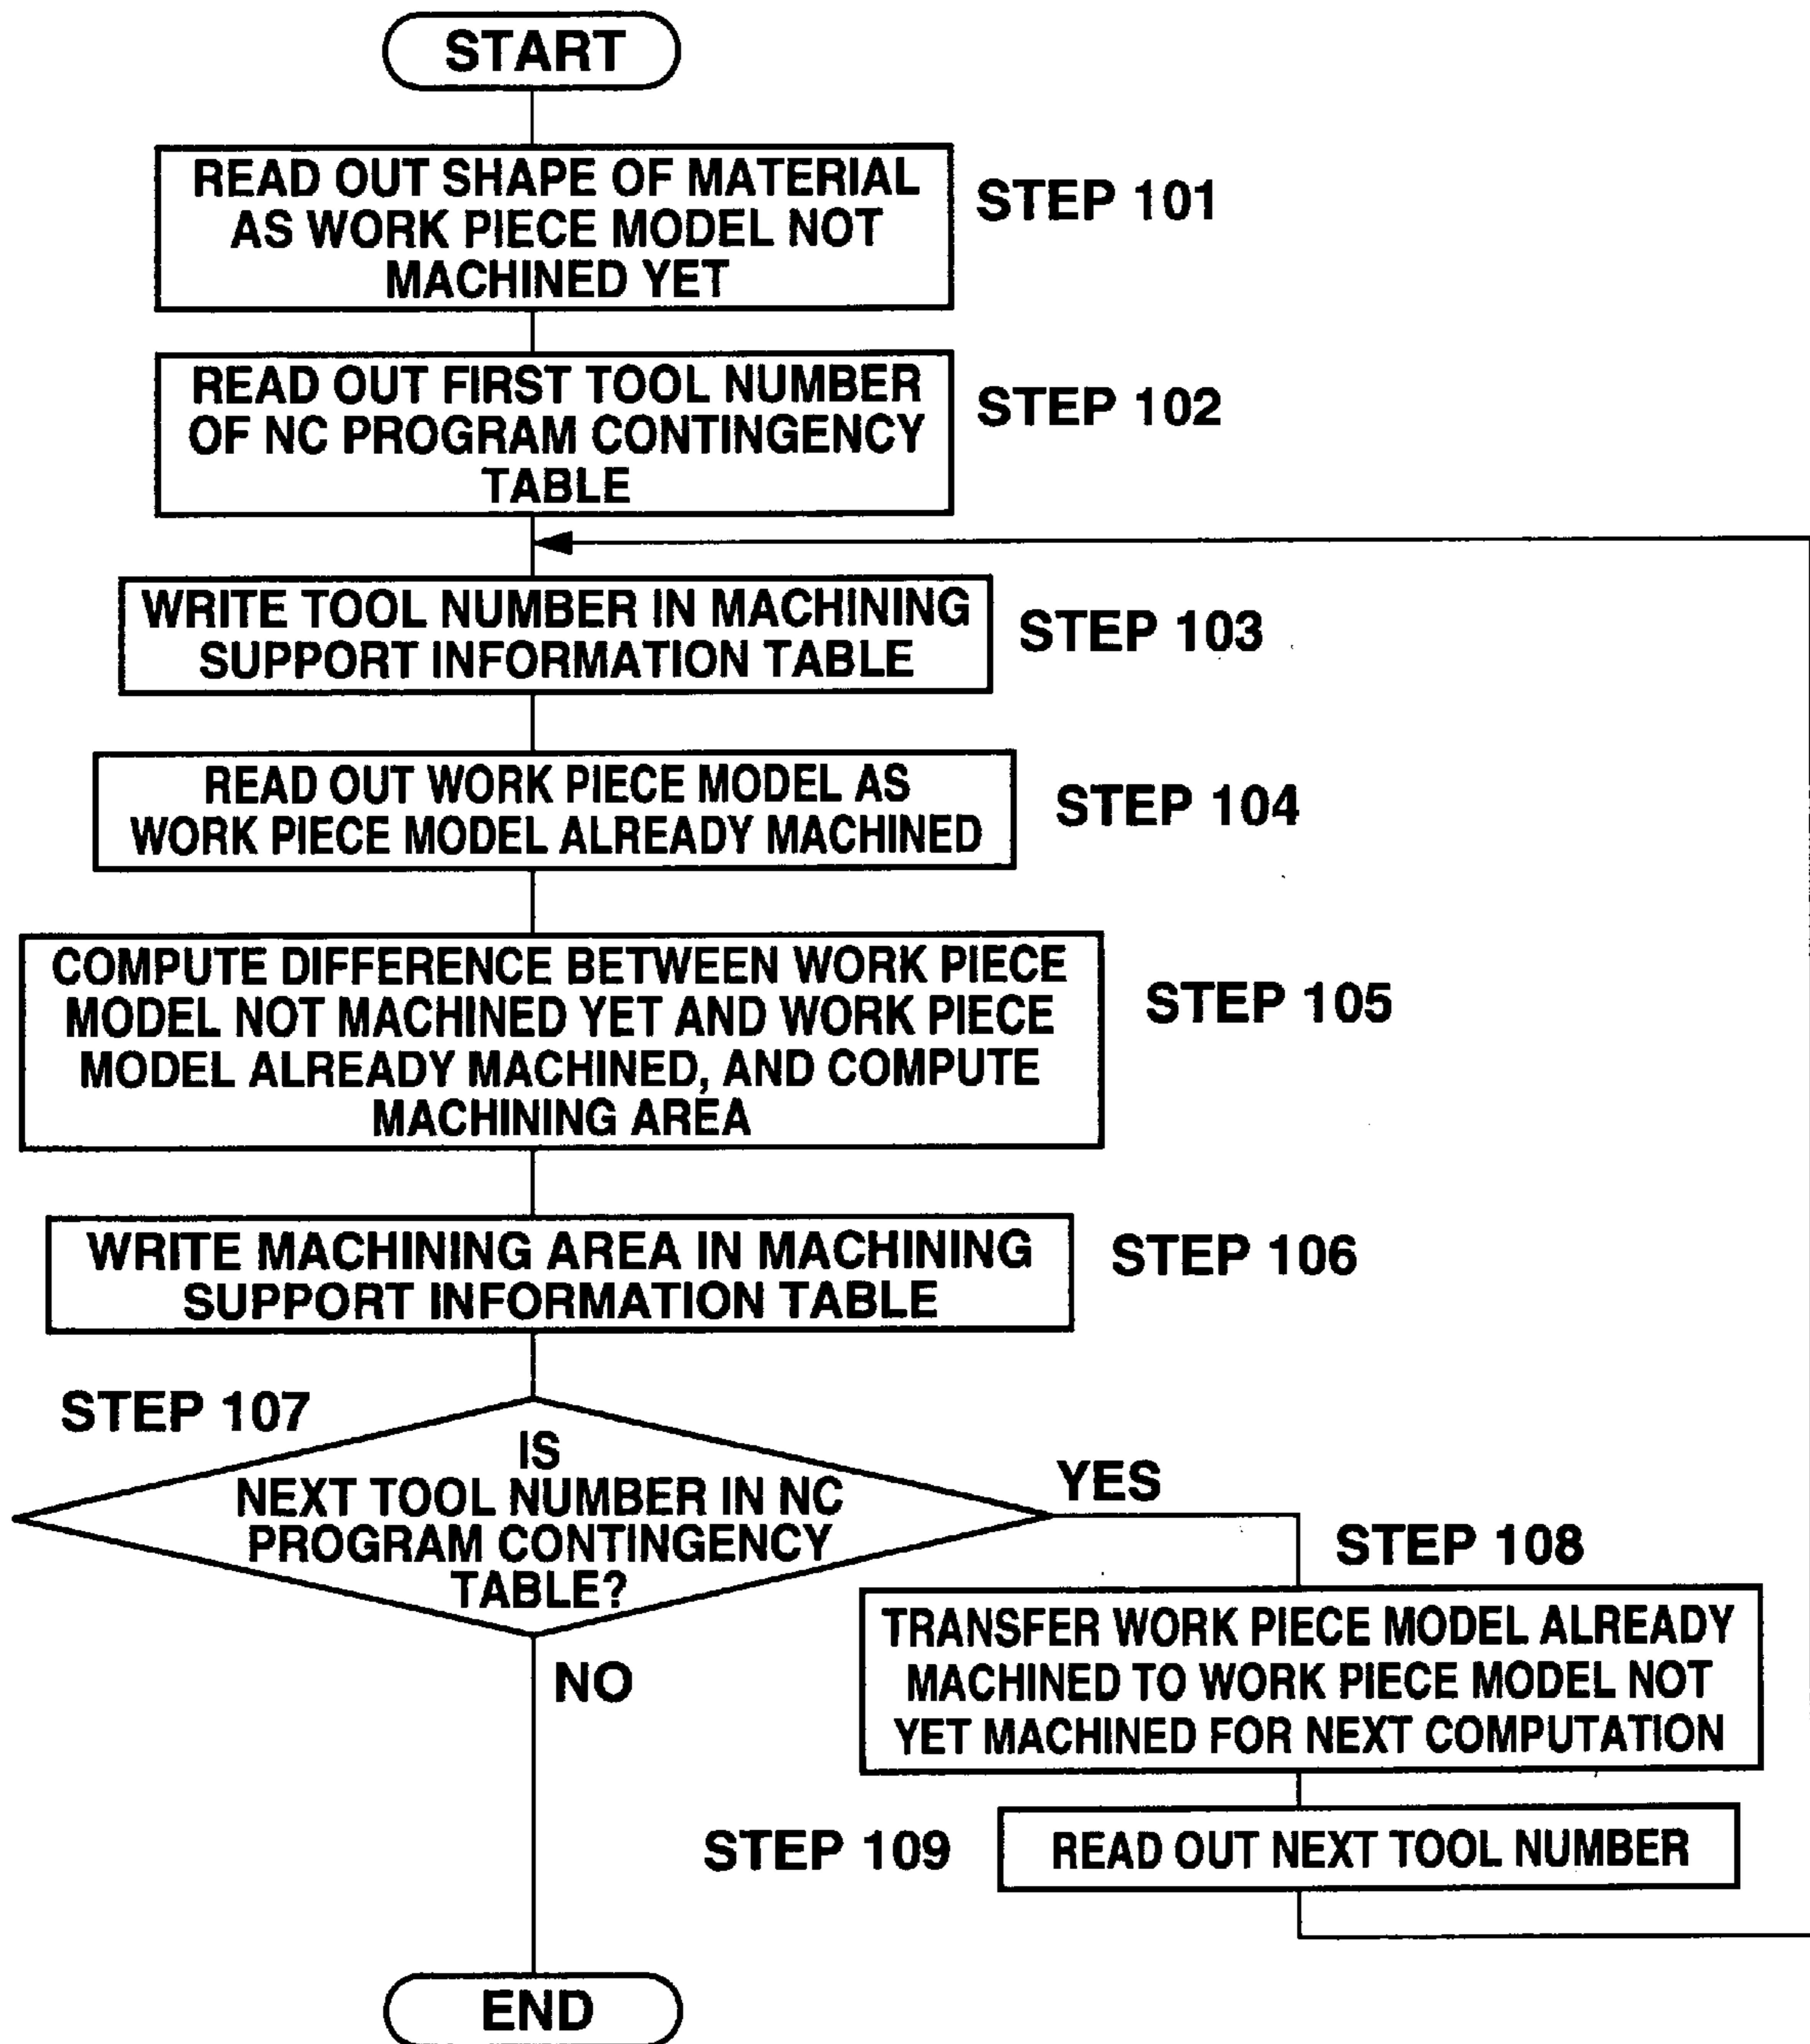 START
READ OUT SHAPE OF MATERIAL
AS WORK PIECE MODEL NOT
MACHINED YET
STEP 101
READ OUT FIRST TOOL NUMBER
OF NC PROGRAM CONTINGENCY
TABLE
STEP 102
WRITE TOOL NUMBER IN MACHINING
SUPPORT INFORMATION TABLE
STEP 103
READ OUT WORK PIECE MODEL AS
WORK PIECE MODEL ALREADY MACHINED
STEP 104
COMPUTE DIFFERENCE BETWEEN WORK PIECE
MODEL NOT MACHINED YET AND WORK PIECE
MODEL ALREADY MACHINED, AND COMPUTE
MACHINING AREA
STEP 105
WRITE MACHINING AREA IN MACHINING
SUPPORT INFORMATION TABLE
STEP 106
STEP 107
IS
NEXT TOOL NUMBER IN NC
PROGRAM CONTINGENCY
TABLE?
YES
NO
STEP 108
TRANSFER WORK PIECE MODEL ALREADY
MACHINED TO WORK PIECE MODEL NOT
YET MACHINED FOR NEXT COMPUTATION
STEP 109
READ OUT NEXT TOOL NUMBER
END